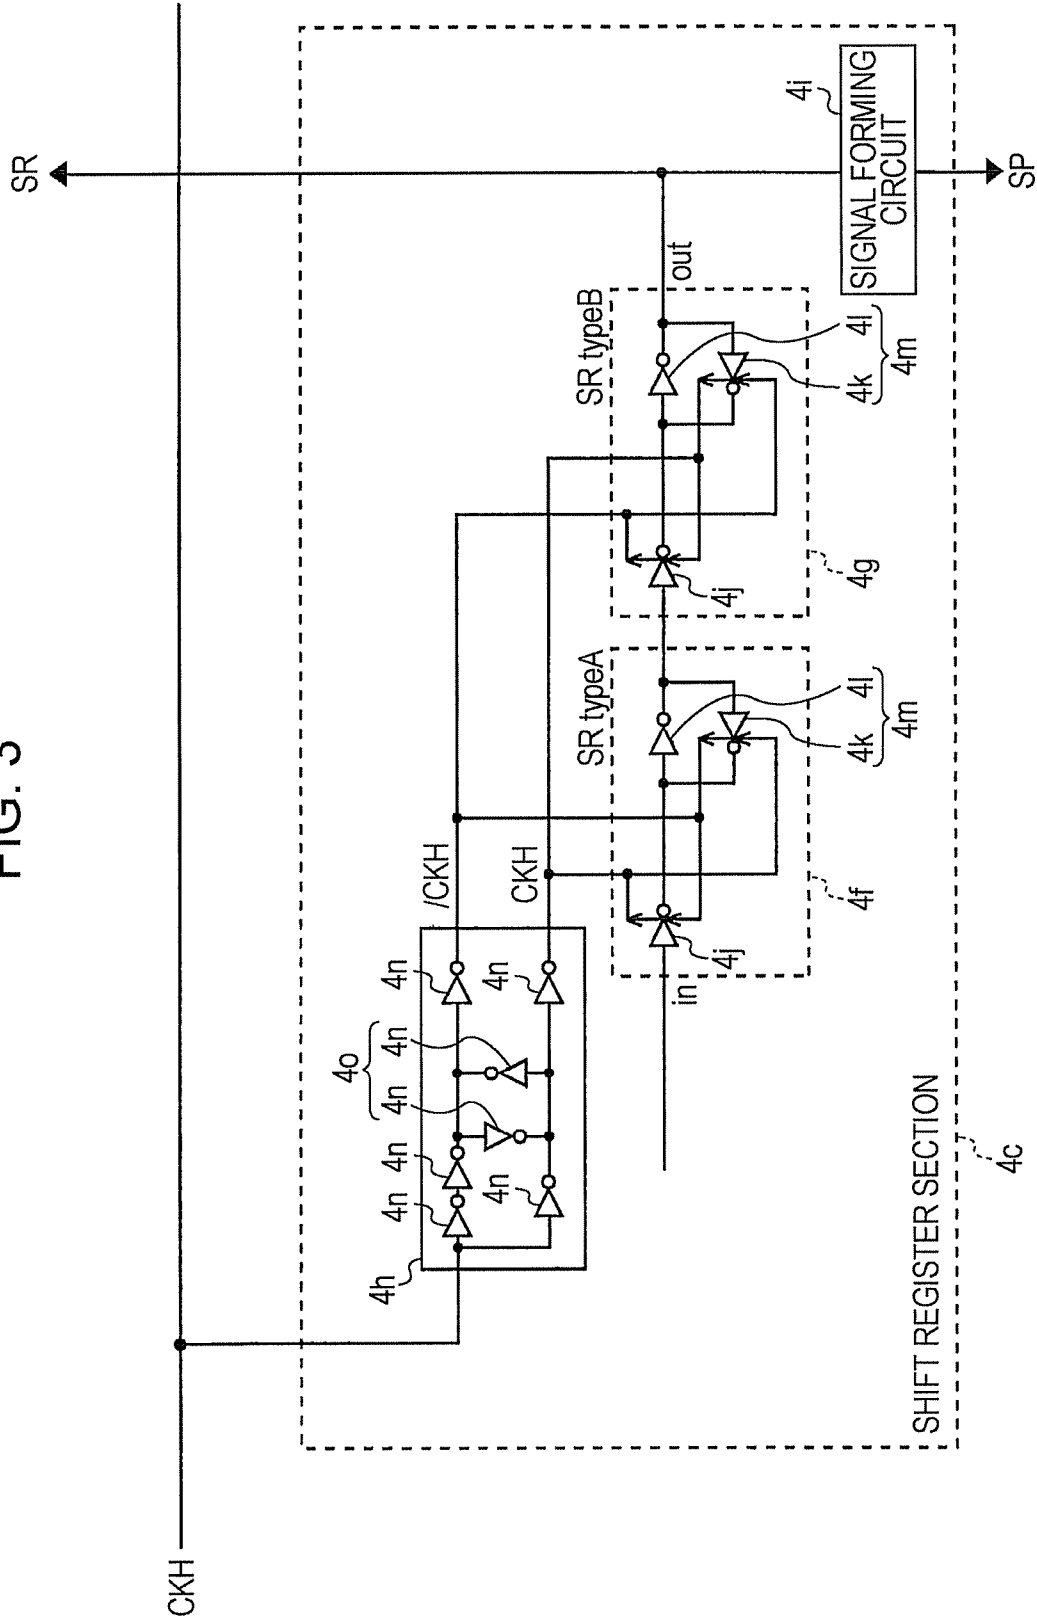 FIG. 3
CKH
SR
4h
4n
4n
4o
4n
4n
4n
/CKH
4n
4n
CKH
in
SR typeA
SR typeB
out
4i
SIGNAL FORMING
CIRCUIT
4j
4j
4k
4l
4m
4k
4l
4m
4f
4g
SP
SHIFT REGISTER SECTION
4c